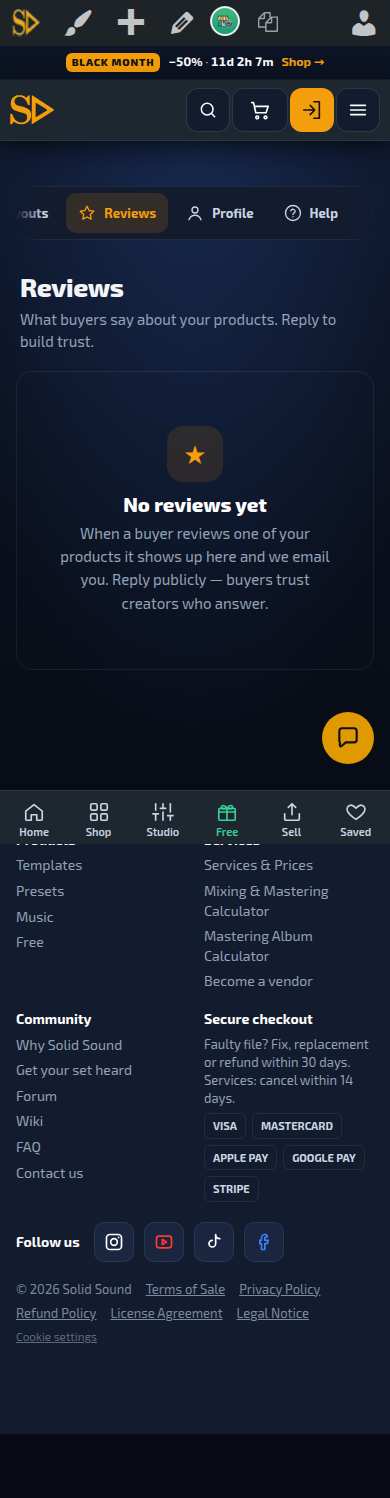 BLACK MONTH −50% · 11d 2h 7m Shop →
Reviews Profile Help
Reviews
What buyers say about your products. Reply to
build trust.
No reviews yet
When a buyer reviews one of your
products it shows up here and we email
you. Reply publicly — buyers trust
creators who answer.
Home Shop Studio Free Sell Saved
Templates
Presets
Music
Free
Services & Prices
Mixing & Mastering
Calculator
Mastering Album
Calculator
Become a vendor
Community
Why Solid Sound
Get your set heard
Forum
Wiki
FAQ
Contact us
Secure checkout
Faulty file? Fix, replacement
or refund within 30 days.
Services: cancel within 14
days.
VISA MASTERCARD
APPLE PAY GOOGLE PAY
STRIPE
Follow us
© 2026 Solid Sound Terms of Sale Privacy Policy
Refund Policy License Agreement Legal Notice
Cookie settings